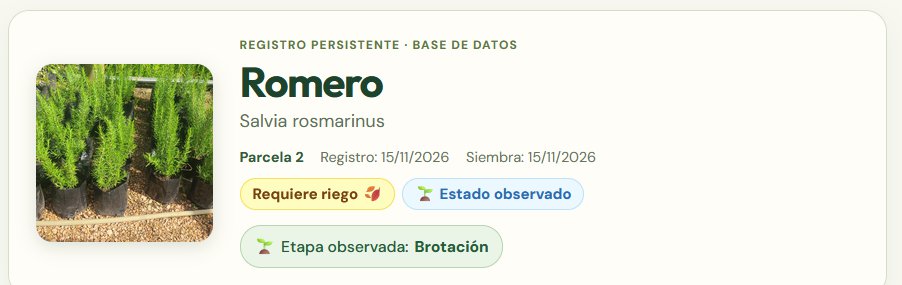 REGISTRO PERSISTENTE · BASE DE DATOS
Romero
Salvia rosmarinus
Parcela 2 Registro: 15/11/2026 Siembra: 15/11/2026
Requiere riego 🍂 🌱 Estado observado
🌱 Etapa observada: Brotación